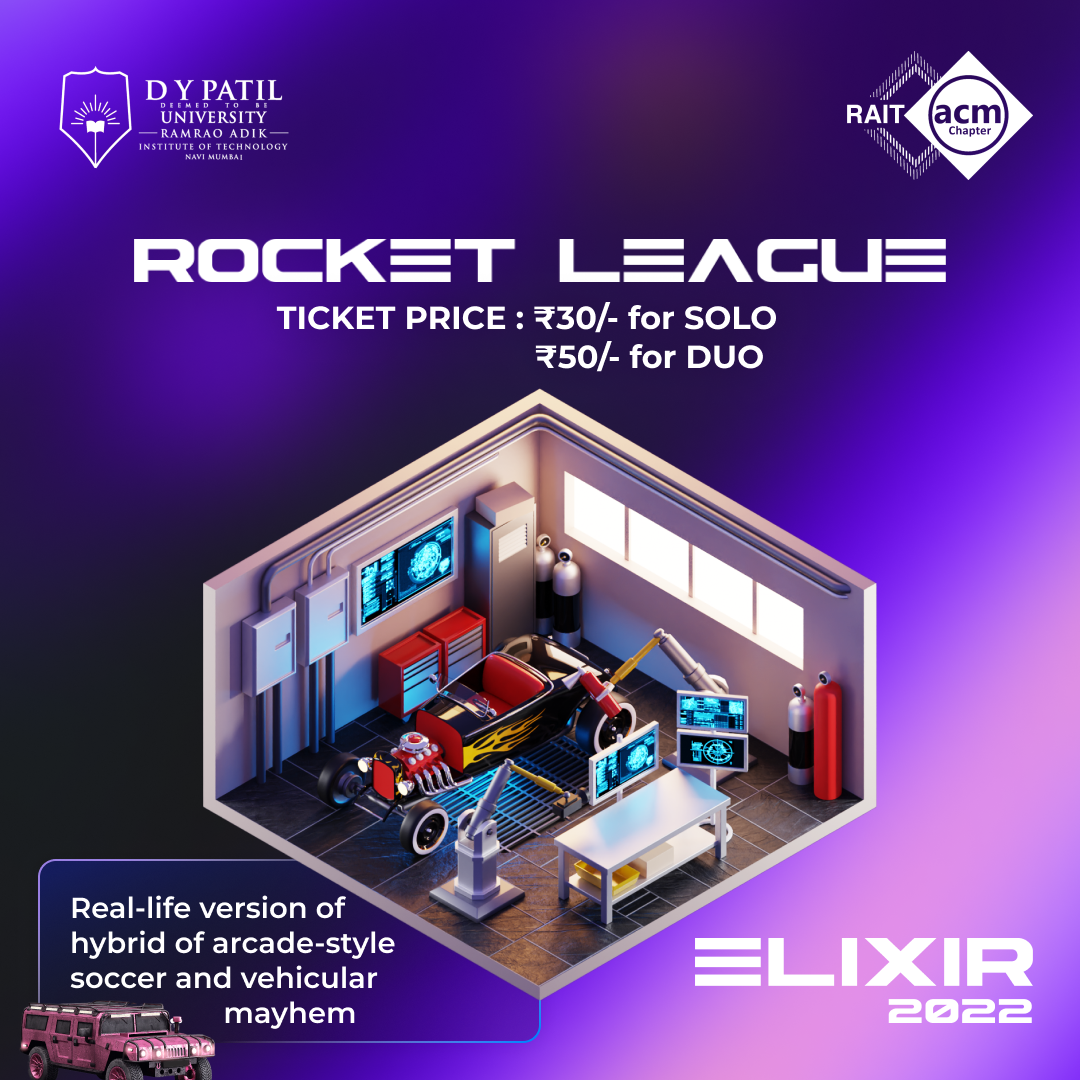 D Y PATIL
DEEMED TO BE
UNIVERSITY
RAMRAO ADIK
INSTITUTE OF TECHNOLOGY
NAVI MUMBAI
RAIT acm
Chapter
ROCKET LEAGUE
TICKET PRICE : ₹30/- for SOLO
₹50/- for DUO
Real-life version of
hybrid of arcade-style
soccer and vehicular
mayhem
ELIXIR
2022